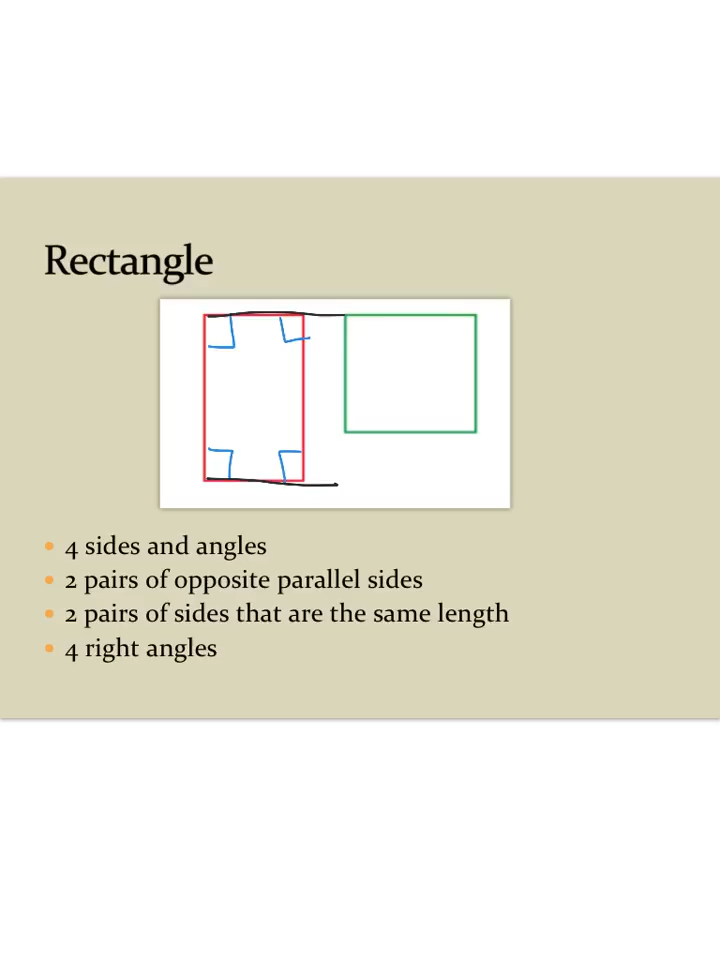 Rectangle
4 sides and angles
2 pairs of opposite parallel sides
2 pairs of sides that are the same length
4 right angles